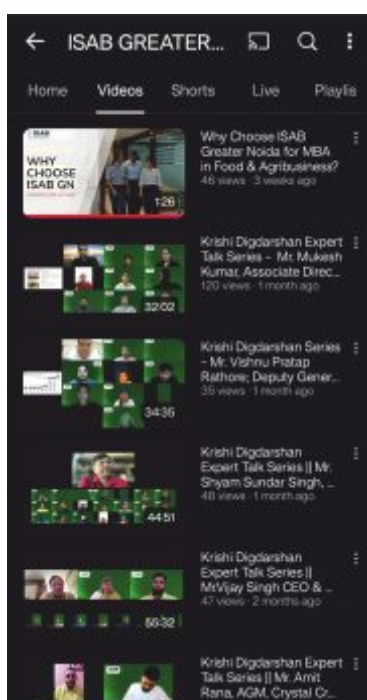 ISAB GREATER...
Home Videos Shorts Live Playlis
ISAB
WHY
CHOOSE
ISAB GN
1:26
Why Choose ISAB
Greater Noida for MBA
in Food & Agribusiness?
46 views · 3 weeks ago
32:02
Krishi Digdarshan Expert
Talk Series - Mr. Mukesh
Kumar, Associate Direc...
120 views · 1 month ago
34:35
Krishi Digdarshan Series
- Mr. Vishnu Pratap
Rathore; Deputy Gener...
35 views · 1 month ago
44:51
Krishi Digdarshan
Expert Talk Series || Mr.
Shyam Sundar Singh, ...
48 views · 1 month ago
55:32
Krishi Digdarshan
Expert Talk Series ||
MrVijay Singh CEO & ...
47 views · 2 months ago
Krishi Digdarshan Expert
Talk Series || Mr. Amit
Rana, AGM, Crystal Cr...